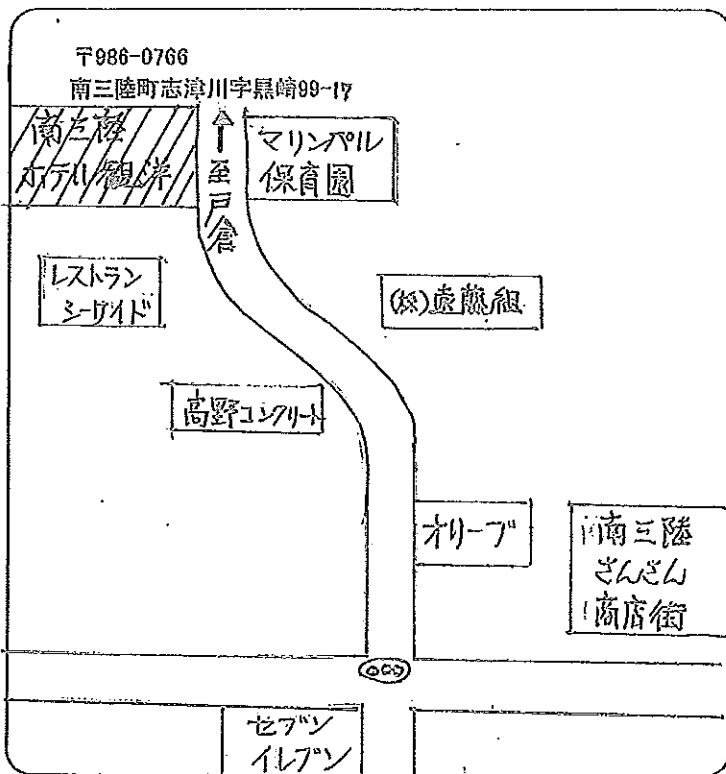 〒986-0766
南三陸町志津川字黒崎99-17
南三陸
ホテル観洋
至戸倉
マリンパル
保育園
レストラン
シーサイド
(株)遠藤組
高野コンクリート
オリーブ
南三陸
さんさん
商店街
セブン
イレブン